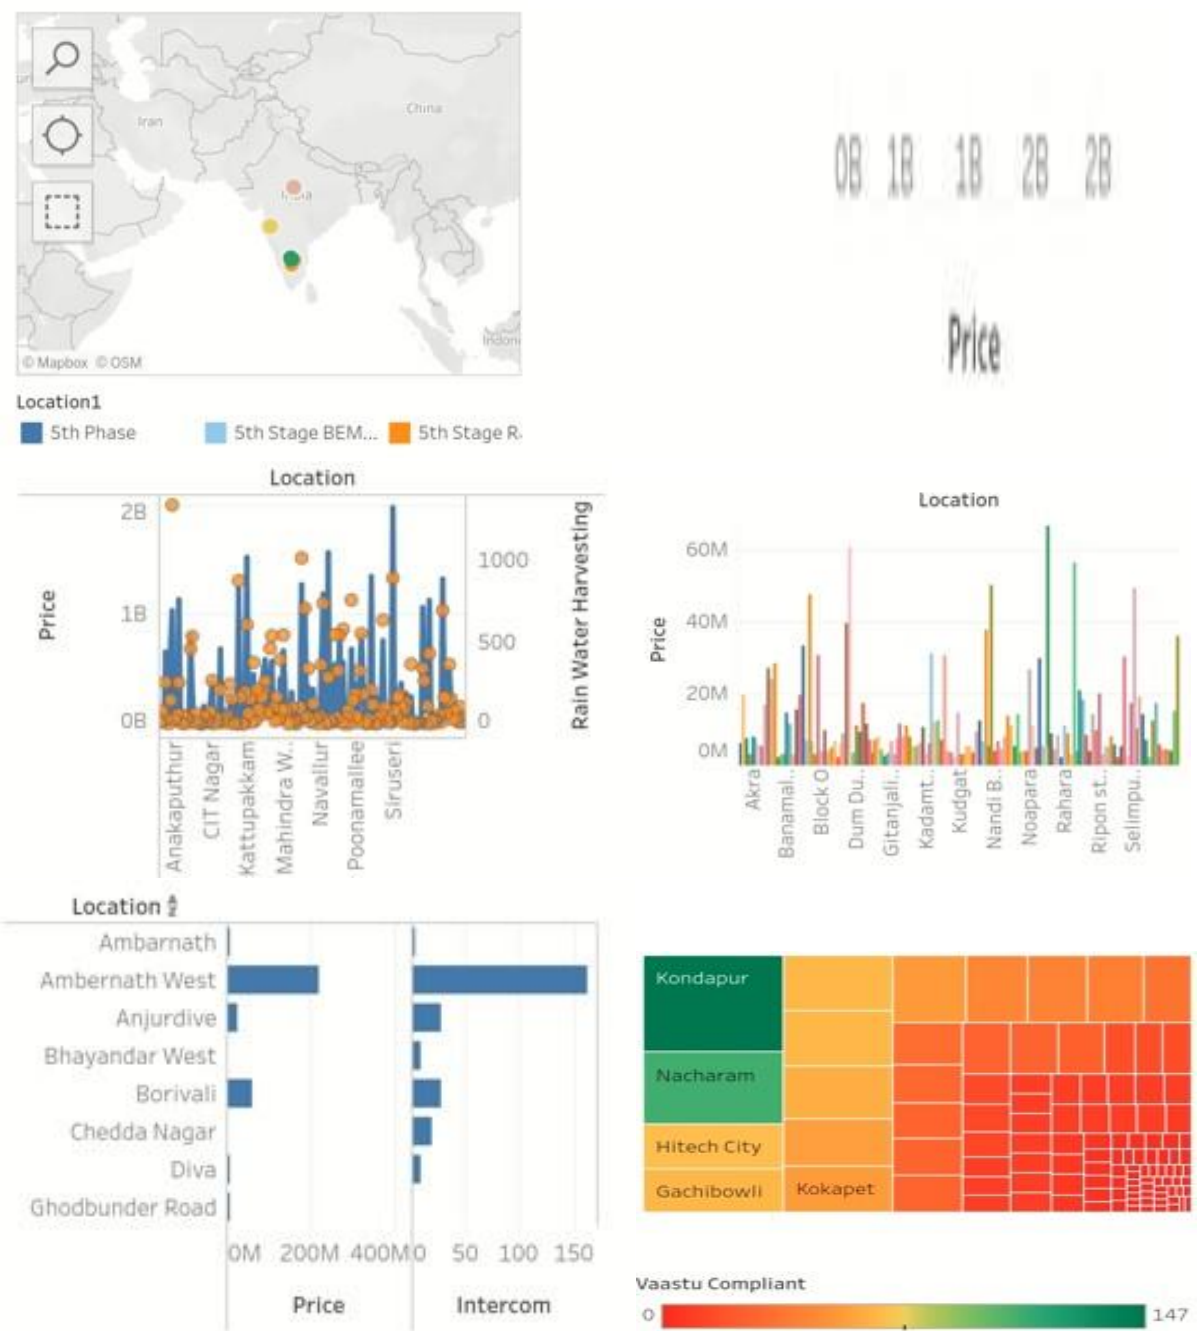 China
Iran
India
Indon
© Mapbox © OSM
Location1
5th Phase
5th Stage BEM...
5th Stage R.
0B 1B 1B 2B 2B
Price
Location
2B
1B
0B
Price
1000
500
0
Rain Water Harvesting
Anakaputhur
CIT Nagar
Kattupakkam
Mahindra W..
Navallur
Poonamallee
Siruseri
Location
60M
40M
20M
0M
Price
Akra
Banamal..
Block O
Dum Du..
Gitanjali..
Kadamt..
Kudgat
Nandi B..
Noapara
Rahara
Ripon st..
Selimpu..
Location
Ambarnath
Ambernath West
Anjurdive
Bhayandar West
Borivali
Chedda Nagar
Diva
Ghodbunder Road
0M 200M 400M 0 50 100 150
Price Intercom
Kondapur
Nacharam
Hitech City
Gachibowli
Kokapet
Vaastu Compliant
0 147